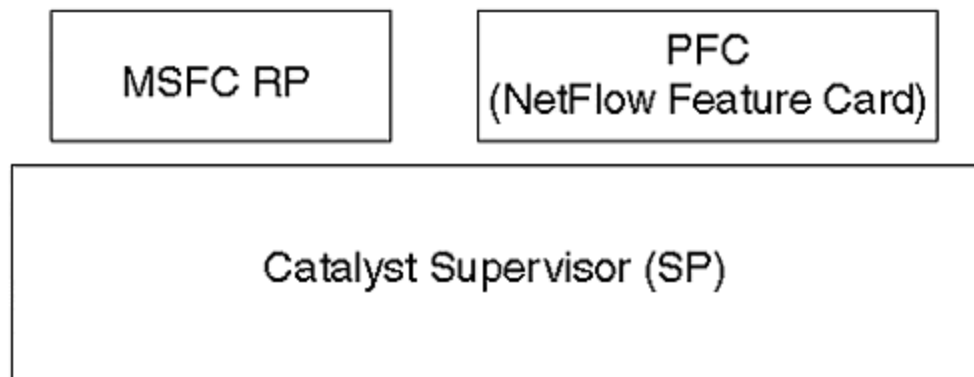 MSFC RP
PFC
(NetFlow Feature Card)
Catalyst Supervisor (SP)